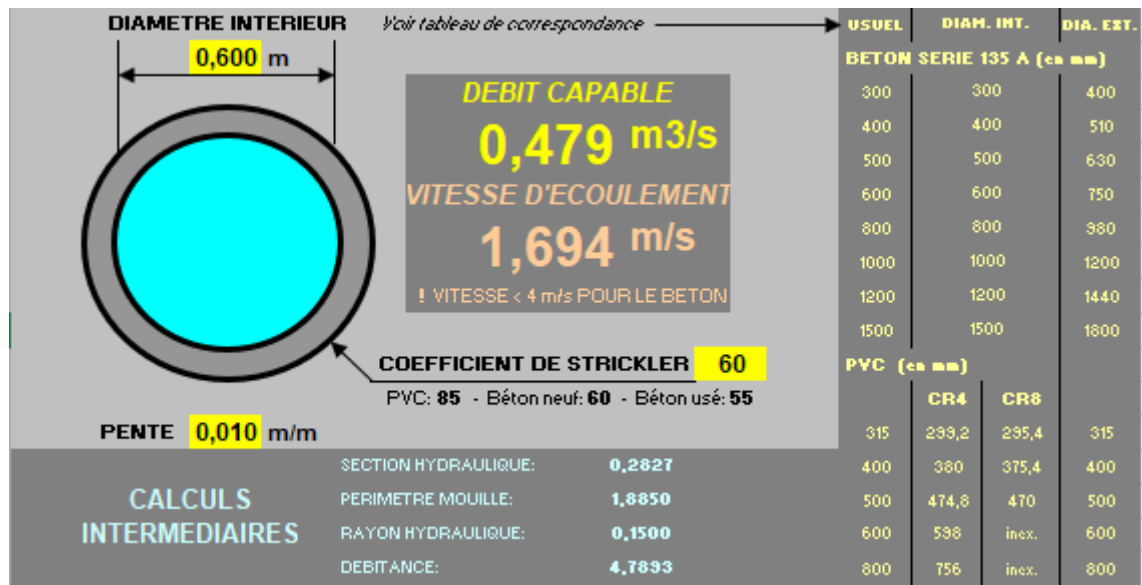 DIAMETRE INTERIEUR
Voir tableau de correspondance
0,600 m
DEBIT CAPABLE
0,479 m3/s
VITESSE D'ECOULEMENT
1,694 m/s
! VITESSE < 4 m/s POUR LE BETON
COEFFICIENT DE STRICKLER 60
PVC: 85 - Béton neuf: 60 - Béton usé: 55
PENTE 0,010 m/m
CALCULS
INTERMEDIAIRES
SECTION HYDRAULIQUE: 0,2827
PERIMETRE MOUILLE: 1,8850
RAYON HYDRAULIQUE: 0,1500
DEBITANCE: 4,7893
USUEL DIAM. INT. DIA. EXT.
BETON SERIE 135 A (en mm)
300 300 400
400 400 510
500 500 630
600 600 750
800 800 980
1000 1000 1200
1200 1200 1440
1500 1500 1800
PVC (en mm)
CR4 CR8
315 299,2 295,4 315
400 380 375,4 400
500 474,8 470 500
600 598 inex. 600
800 756 inex. 800